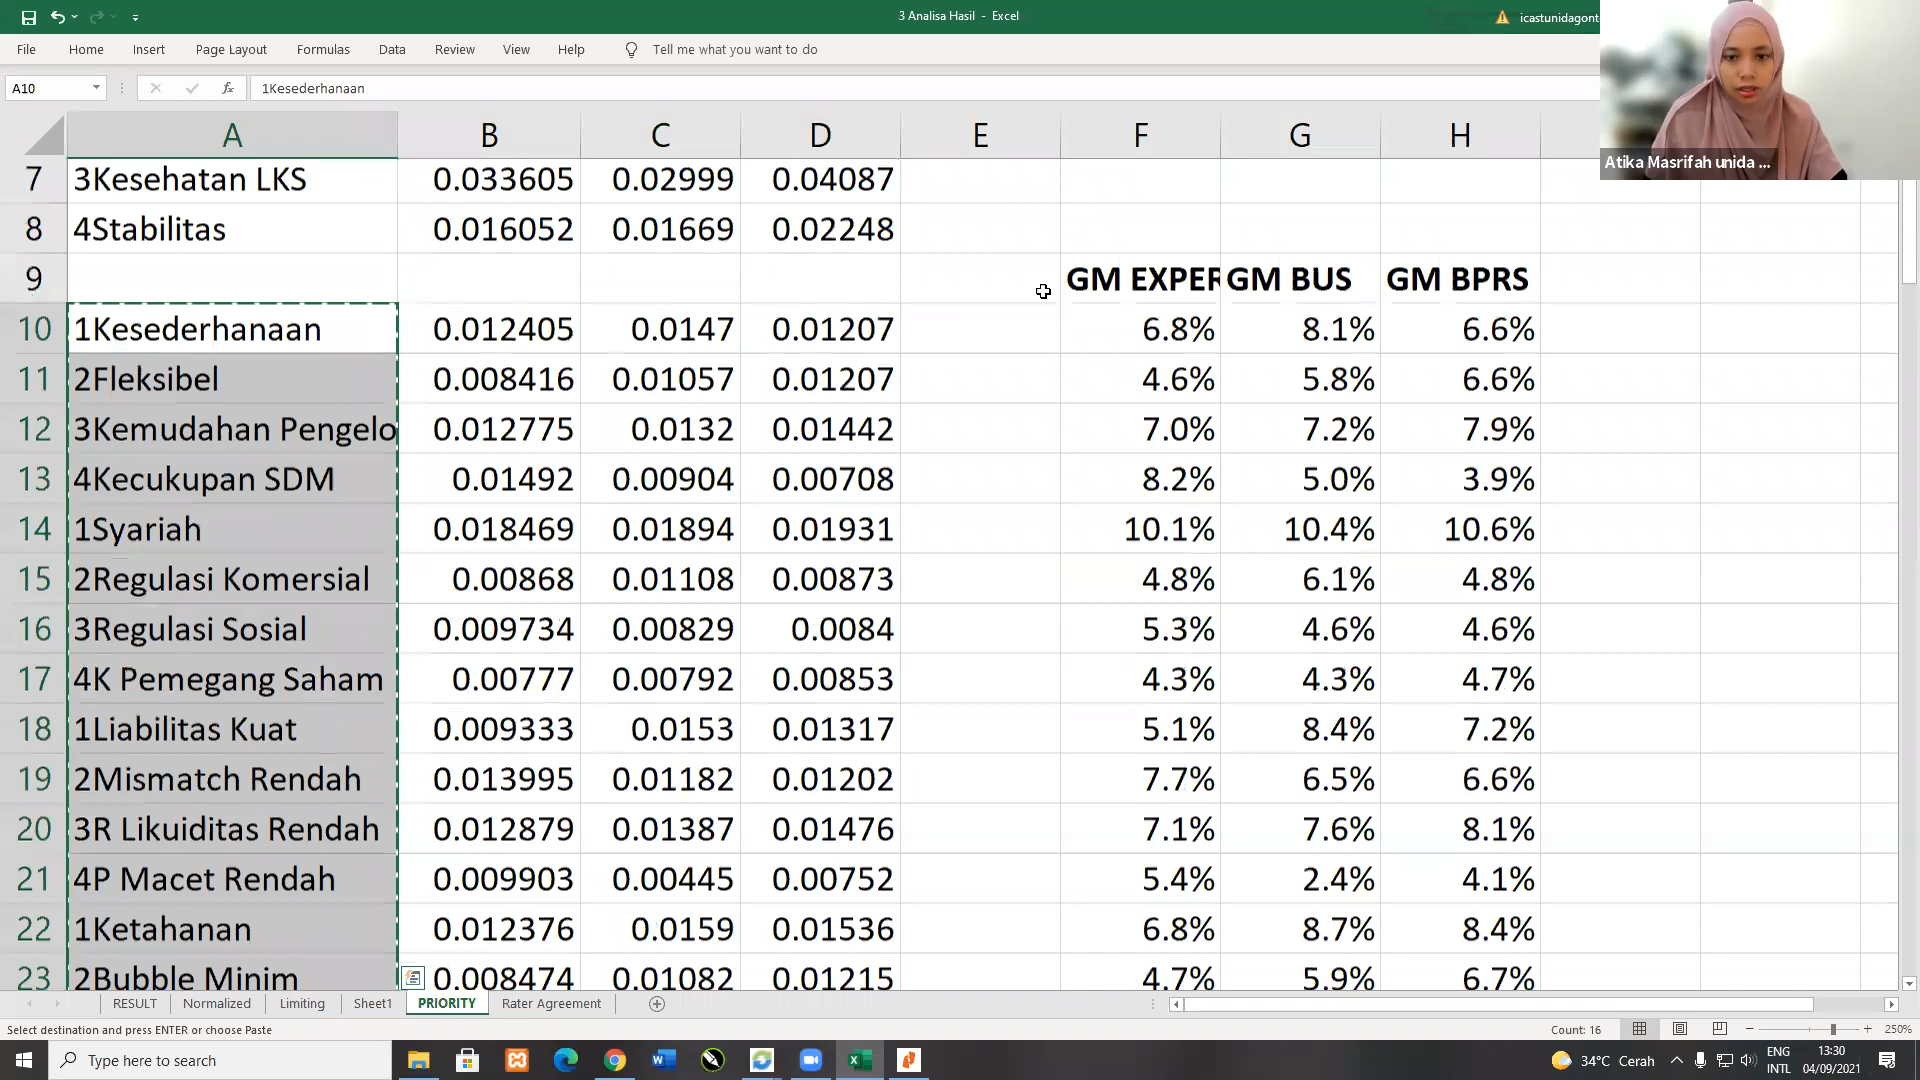 3 Analisa Hasil - Excel
icastunidagont
File Home Insert Page Layout Formulas Data Review View Help Tell me what you want to do
A10 fx 1Kesederhanaan
Atika Masrifah unida ...
A B C D E F G H
7 3Kesehatan LKS 0.033605 0.02999 0.04087
8 4Stabilitas 0.016052 0.01669 0.02248
9 GM EXPER GM BUS GM BPRS
10 1Kesederhanaan 0.012405 0.0147 0.01207 6.8% 8.1% 6.6%
11 2Fleksibel 0.008416 0.01057 0.01207 4.6% 5.8% 6.6%
12 3Kemudahan Pengelo 0.012775 0.0132 0.01442 7.0% 7.2% 7.9%
13 4Kecukupan SDM 0.01492 0.00904 0.00708 8.2% 5.0% 3.9%
14 1Syariah 0.018469 0.01894 0.01931 10.1% 10.4% 10.6%
15 2Regulasi Komersial 0.00868 0.01108 0.00873 4.8% 6.1% 4.8%
16 3Regulasi Sosial 0.009734 0.00829 0.0084 5.3% 4.6% 4.6%
17 4K Pemegang Saham 0.00777 0.00792 0.00853 4.3% 4.3% 4.7%
18 1Liabilitas Kuat 0.009333 0.0153 0.01317 5.1% 8.4% 7.2%
19 2Mismatch Rendah 0.013995 0.01182 0.01202 7.7% 6.5% 6.6%
20 3R Likuiditas Rendah 0.012879 0.01387 0.01476 7.1% 7.6% 8.1%
21 4P Macet Rendah 0.009903 0.00445 0.00752 5.4% 2.4% 4.1%
22 1Ketahanan 0.012376 0.0159 0.01536 6.8% 8.7% 8.4%
23 2Bubble Minim 0.008474 0.01082 0.01215 4.7% 5.9% 6.7%
RESULT Normalized Limiting Sheet1 PRIORITY Rater Agreement
Select destination and press ENTER or choose Paste Count: 16 250%
Type here to search 34°C Cerah ENG 13:30
INTL 04/09/2021